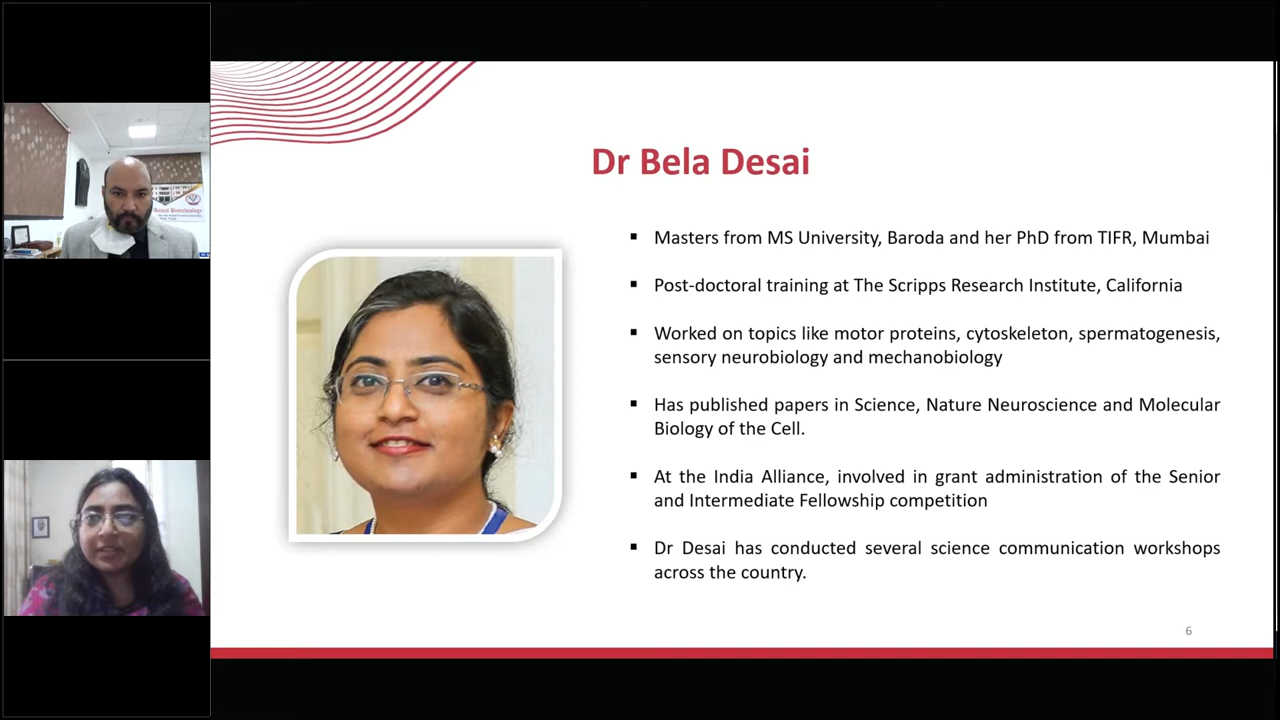 Dr Bela Desai
▪ Masters from MS University, Baroda and her PhD from TIFR, Mumbai
▪ Post-doctoral training at The Scripps Research Institute, California
▪ Worked on topics like motor proteins, cytoskeleton, spermatogenesis,
sensory neurobiology and mechanobiology
▪ Has published papers in Science, Nature Neuroscience and Molecular
Biology of the Cell.
▪ At the India Alliance, involved in grant administration of the Senior
and Intermediate Fellowship competition
▪ Dr Desai has conducted several science communication workshops
across the country.
6
Animal Biotechnology